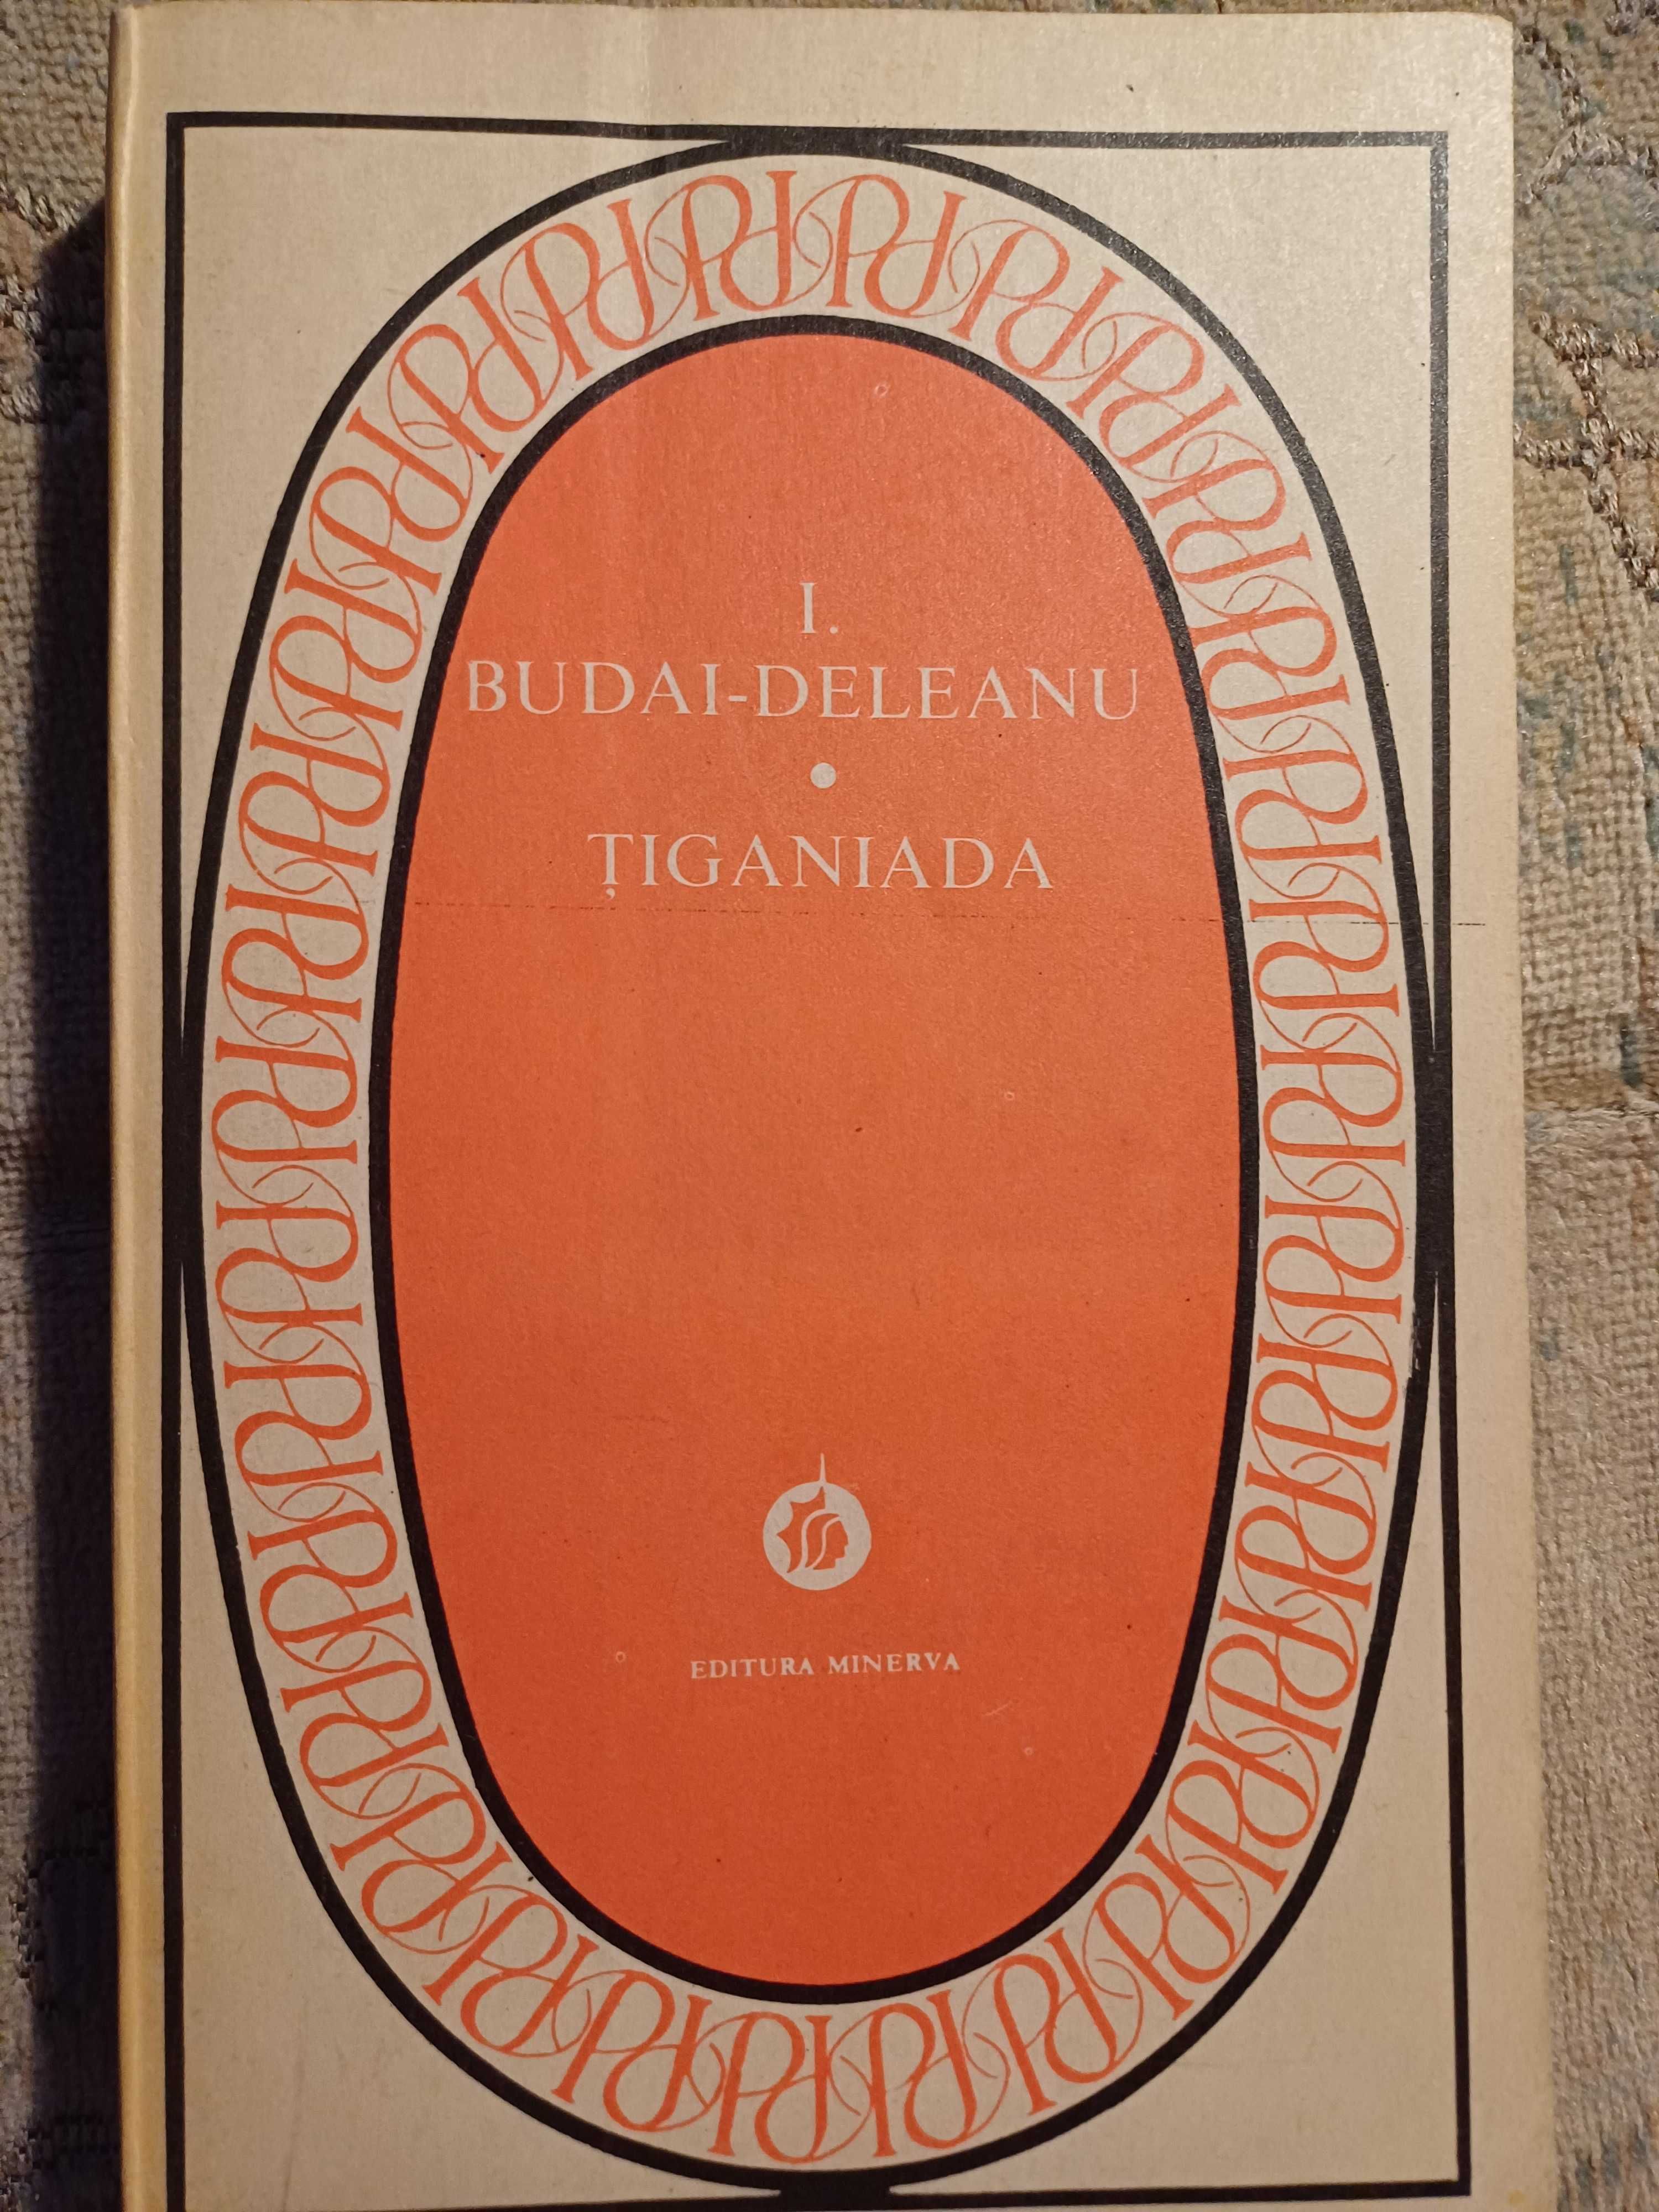 I.
BUDAI-DELEANU
•
ȚIGANIADA
EDITURA MINERVA